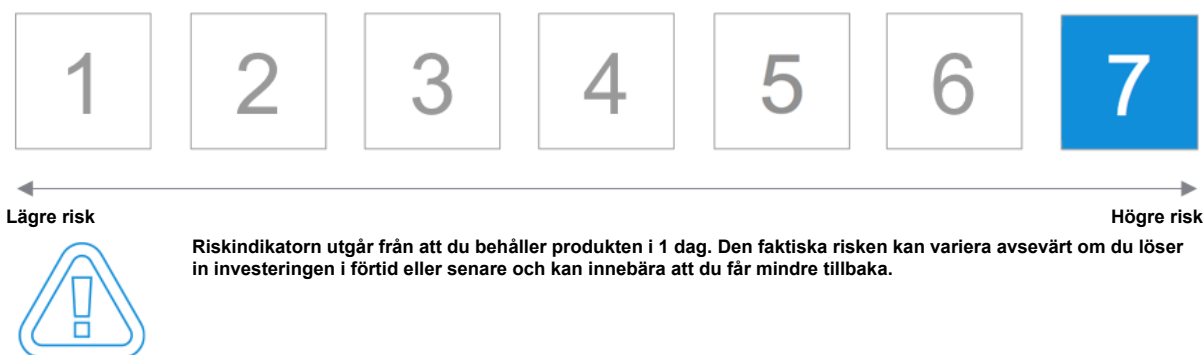 1 2 3 4 5 6 7
Lägre risk Högre risk
Riskindikatorn utgår från att du behåller produkten i 1 dag. Den faktiska risken kan variera avsevärt om du löser
in investeringen i förtid eller senare och kan innebära att du får mindre tillbaka.